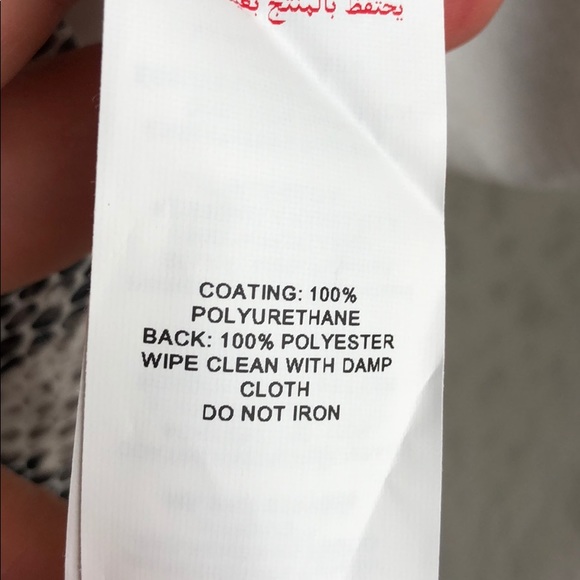 يحتفظ بالمنتج
COATING: 100%
POLYURETHANE
BACK: 100% POLYESTER
WIPE CLEAN WITH DAMP
CLOTH
DO NOT IRON